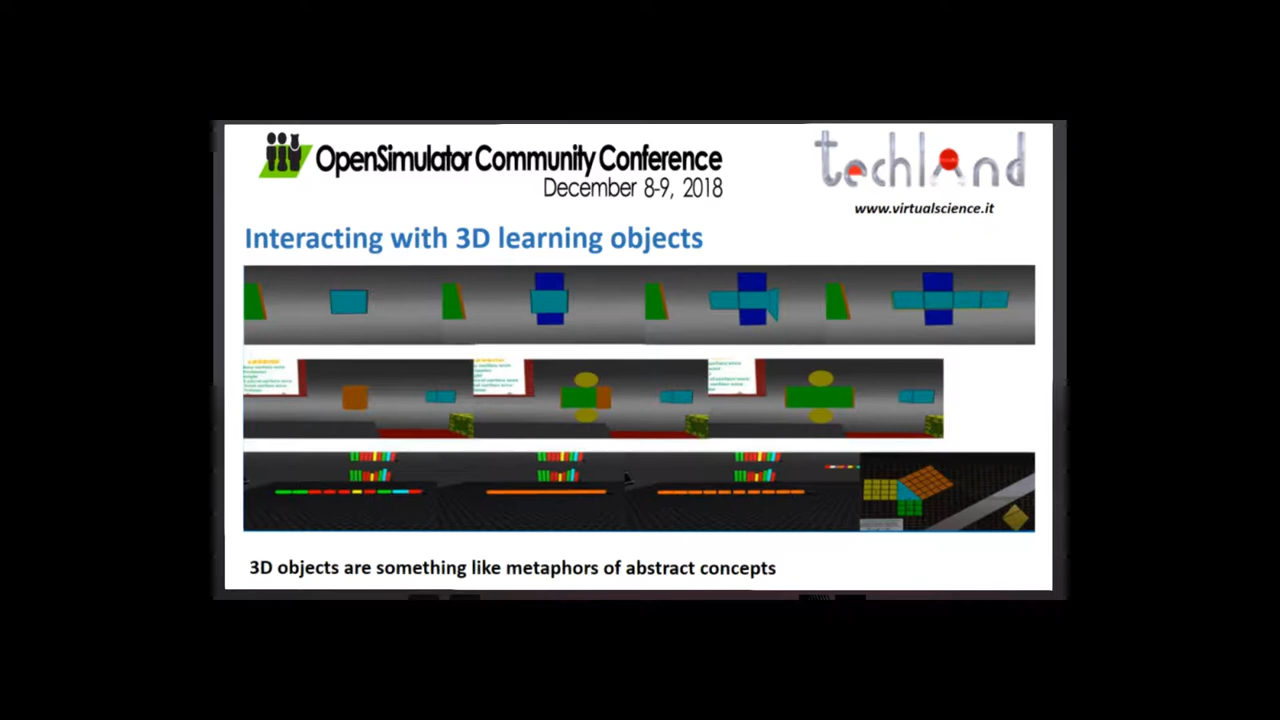 OpenSimulator Community Conference
December 8-9, 2018
techland
www.virtualscience.it
Interacting with 3D learning objects
3D objects are something like metaphors of abstract concepts